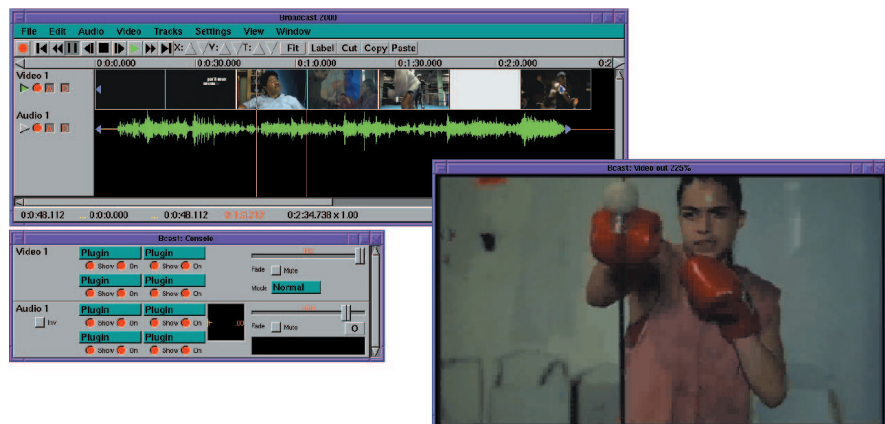 Broadcast 2000
File Edit Audio Video Tracks Settings View Window
X: Y: T: Fit Label Cut Copy Paste
0:0:0.000 0:0:30.000 0:1:0.000 0:1:30.000 0:2:0.000 0:2
Video 1
Audio 1
0:0:48.112 0:0:0.000 0:0:48.112 0:2:34.738 x 1.00
Bcast: Video out 225%
Bcast: Console
Video 1 Plugin Plugin
Show On Show On Fade Mute
Plugin Plugin Mode Normal
Show On Show On
Audio 1 Plugin Plugin
Inv Show On Show On .00 Fade Mute O
Plugin Plugin
Show On Show On